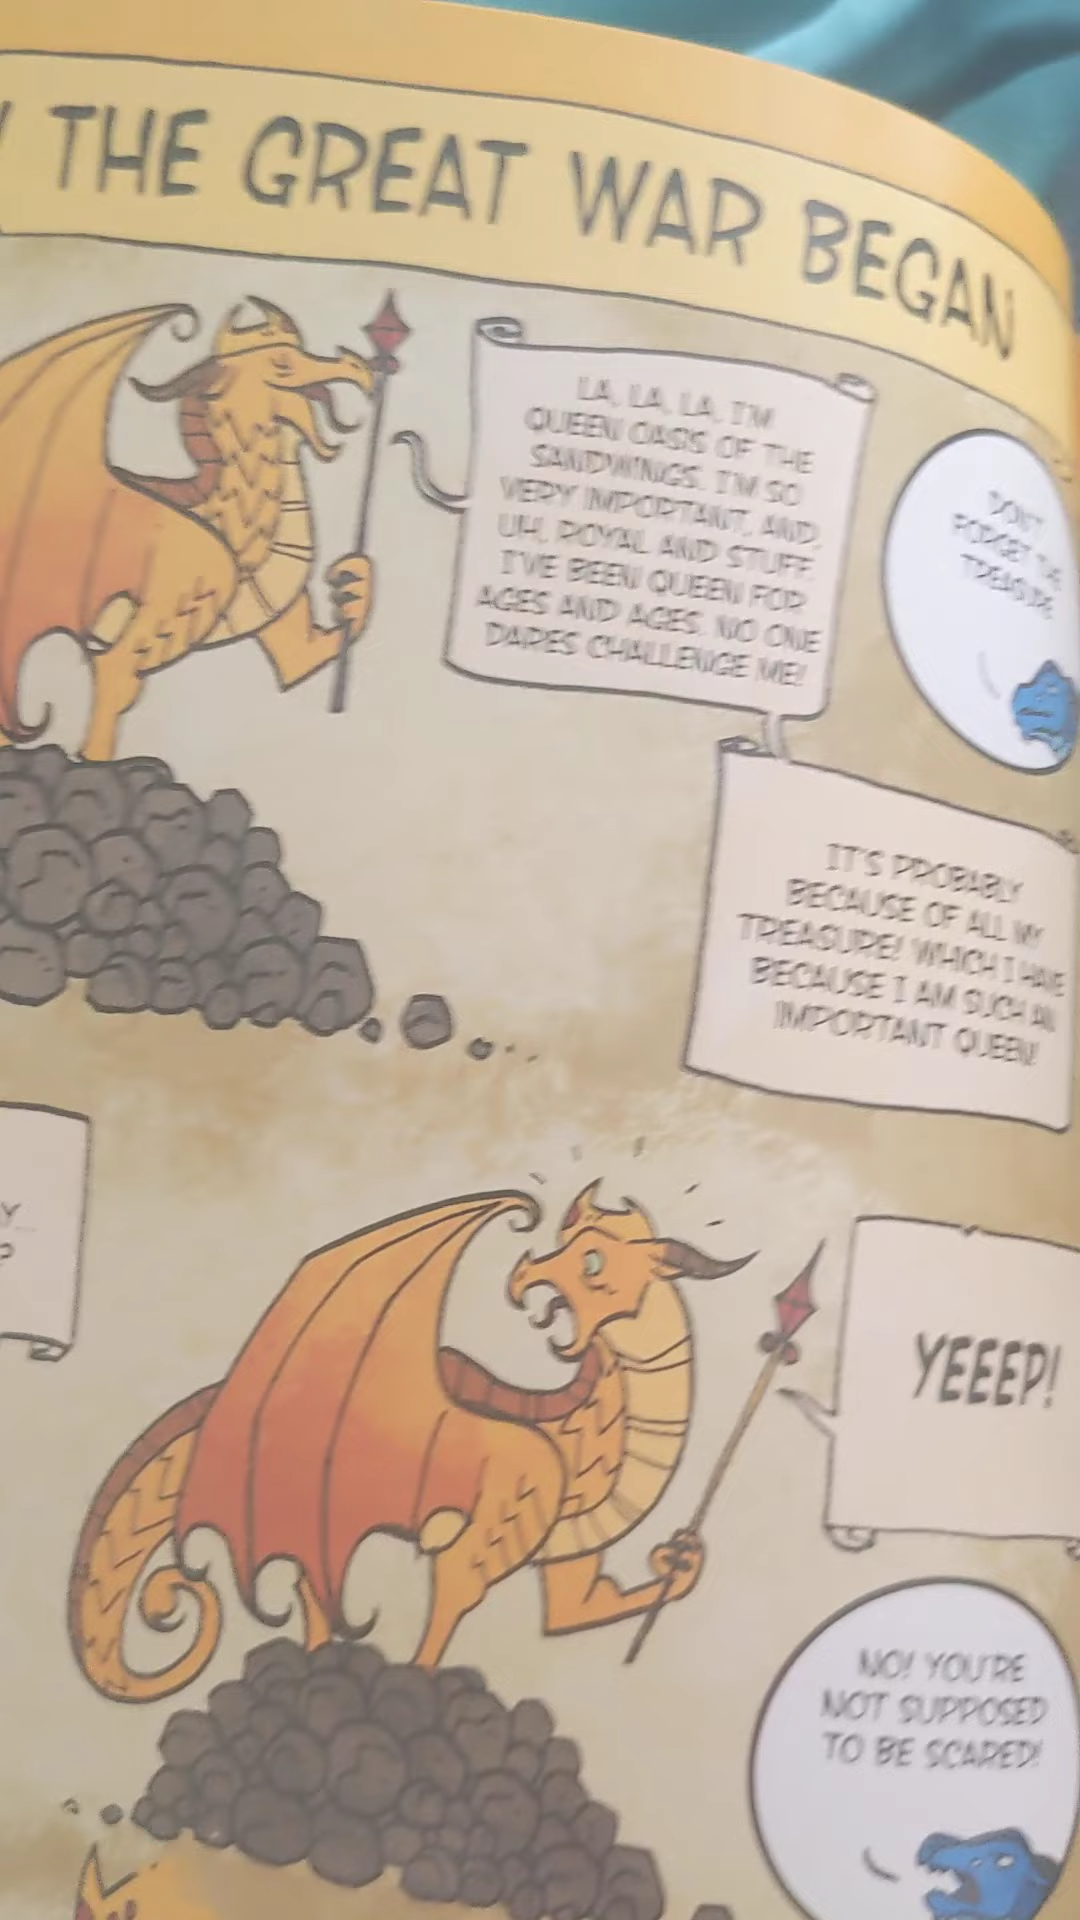 THE GREAT WAR BEGAN
LA, LA, LA, I'M
QUEEN OASIS OF THE
SANDWINGS. I'M SO
VERY IMPORTANT, AND,
UH, ROYAL AND STUFF.
I'VE BEEN QUEEN FOR
AGES AND AGES. NO ONE
DARES CHALLENGE ME!
DON'T
FORGET THE
TREASURE
IT'S PROBABLY
BECAUSE OF ALL MY
TREASURE! WHICH I HAVE
BECAUSE I AM SUCH AN
IMPORTANT QUEEN!
YEEEP!
NO! YOU'RE
NOT SUPPOSED
TO BE SCARED!